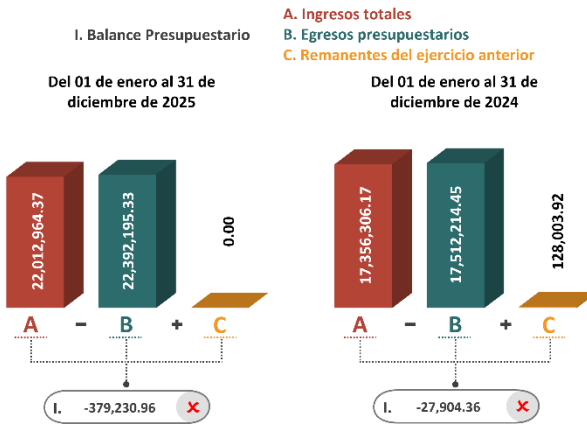 A. Ingresos totales
I. Balance Presupuestario
B. Egresos presupuestarios
C. Remanentes del ejercicio anterior
Del 01 de enero al 31 de
diciembre de 2025
22,012,964.37
22,392,195.33
0.00
A − B + C
I. -379,230.96 ✘
Del 01 de enero al 31 de
diciembre de 2024
17,356,306.17
17,512,214.45
128,003.92
A − B + C
I. -27,904.36 ✘